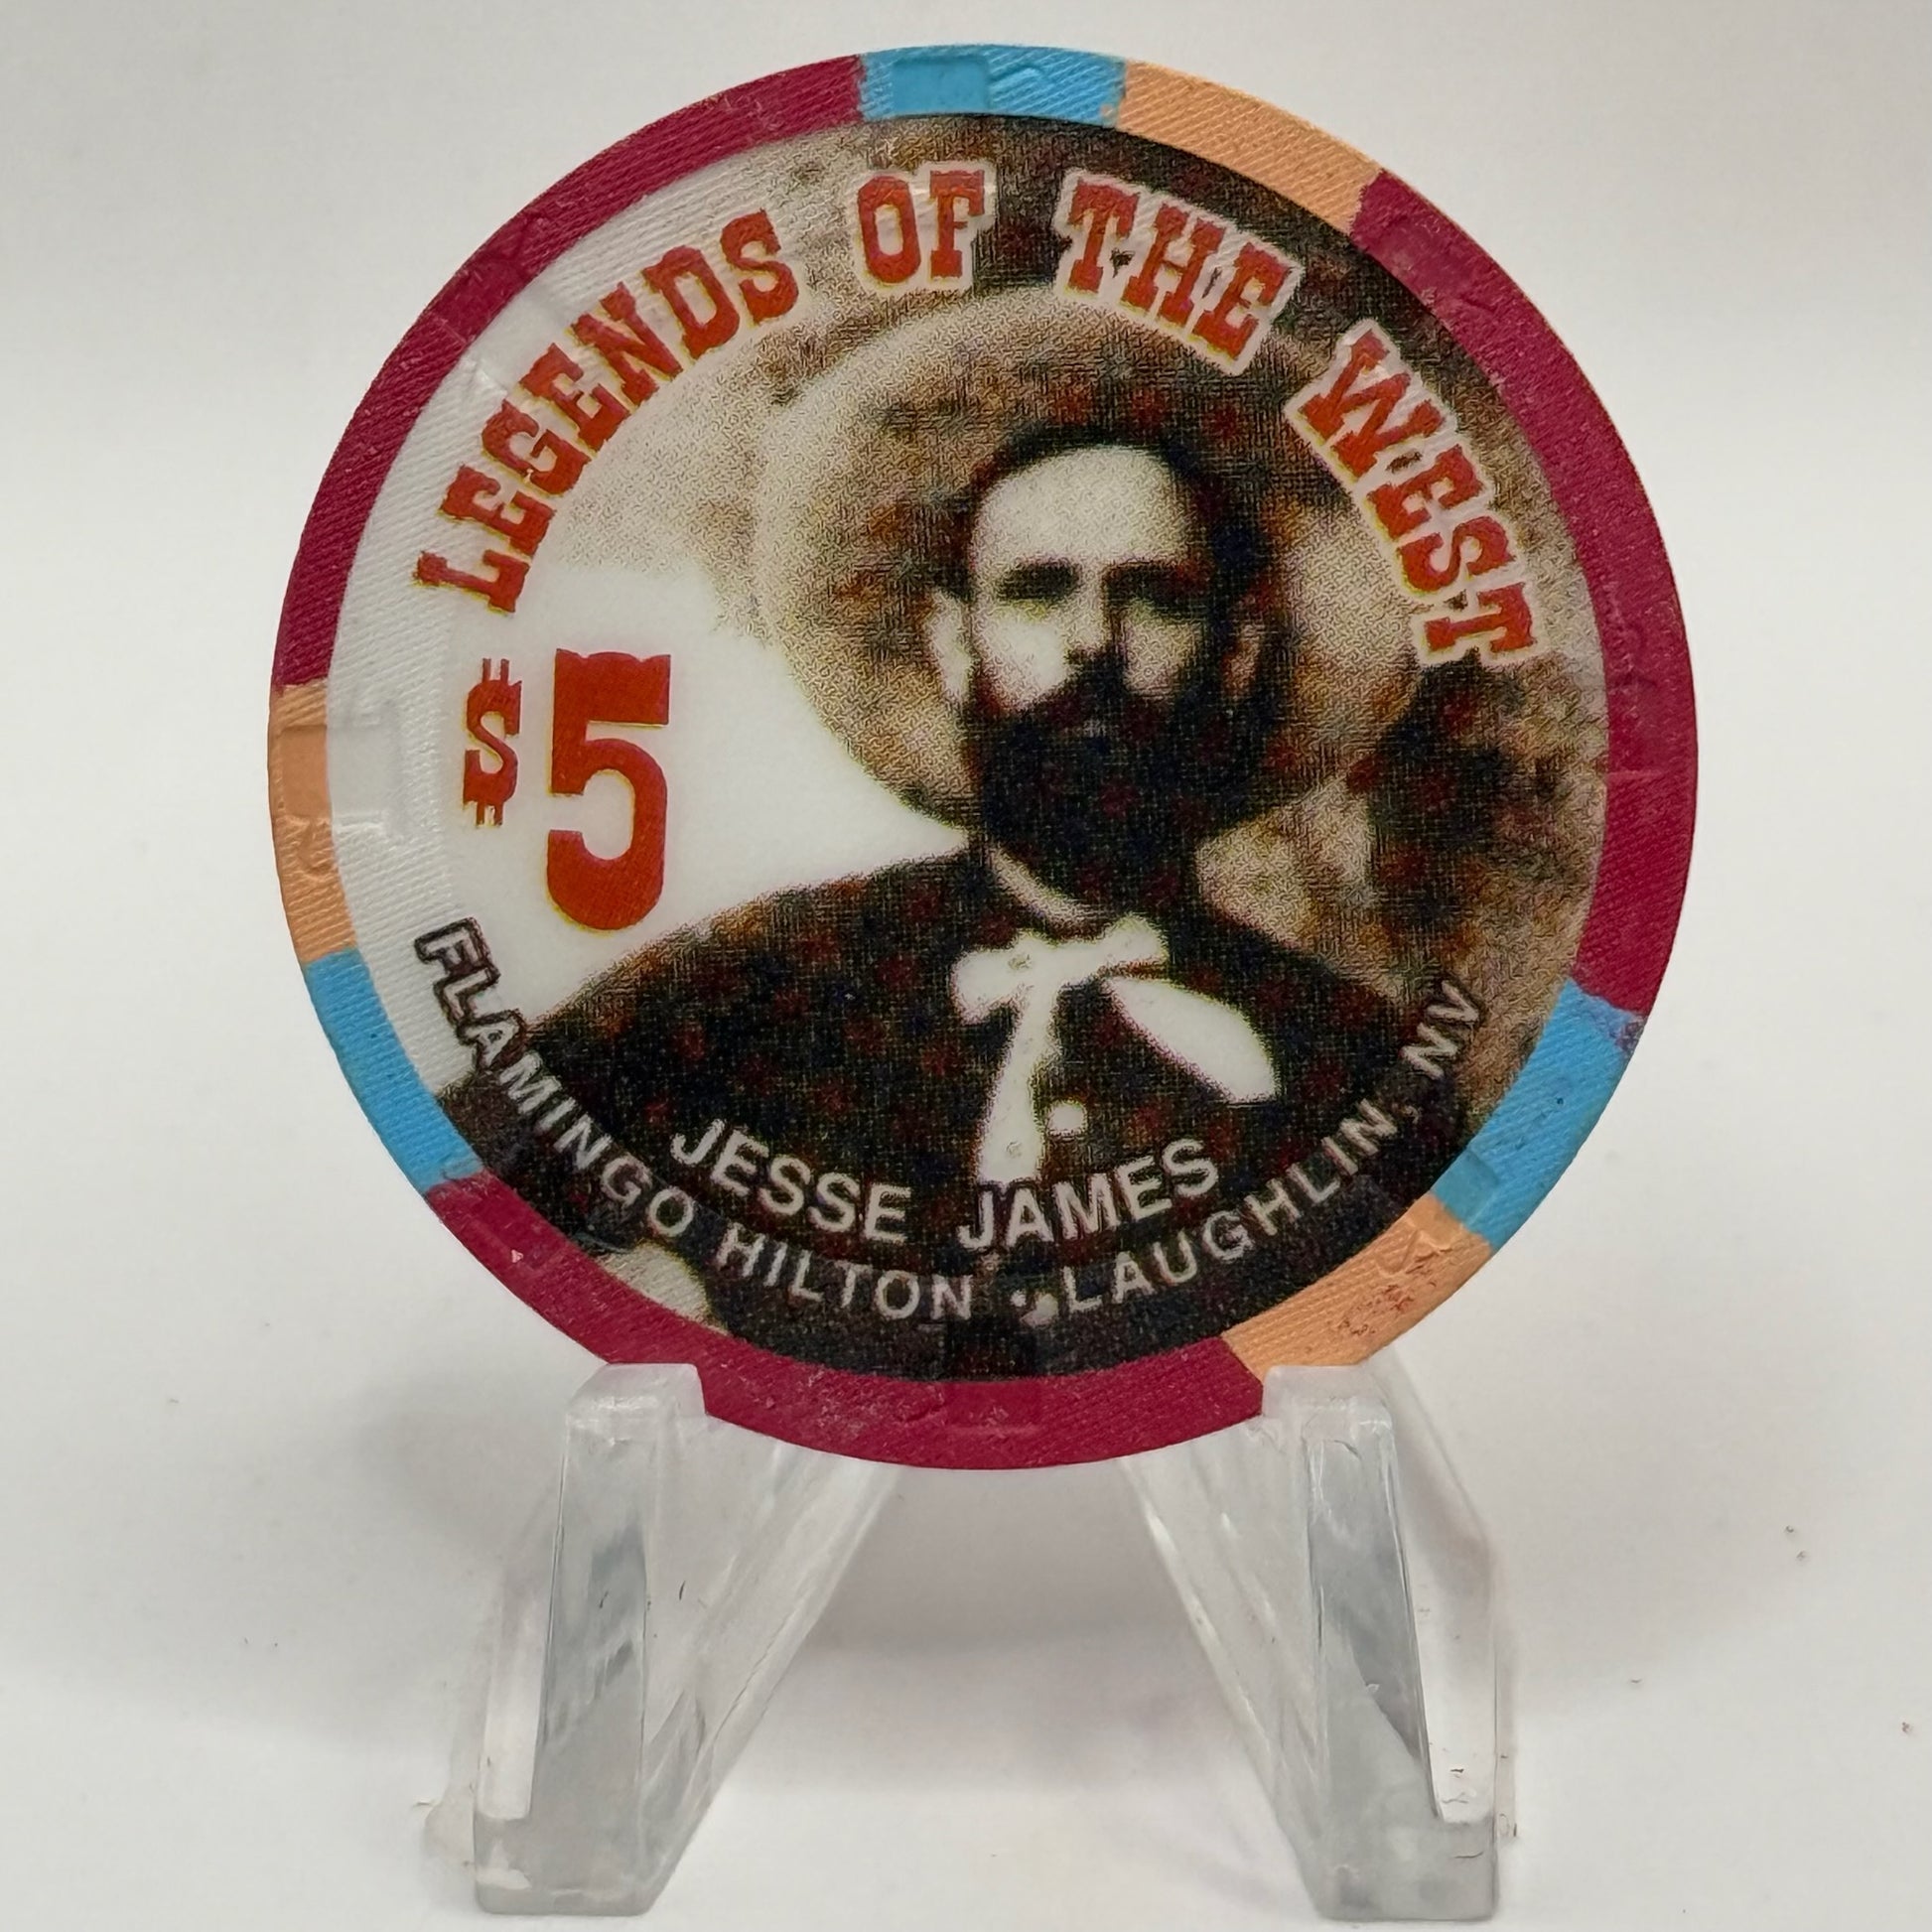 LEGENDS OF THE WEST
$5
JESSE JAMES
FLAMINGO HILTON • LAUGHLIN, NV